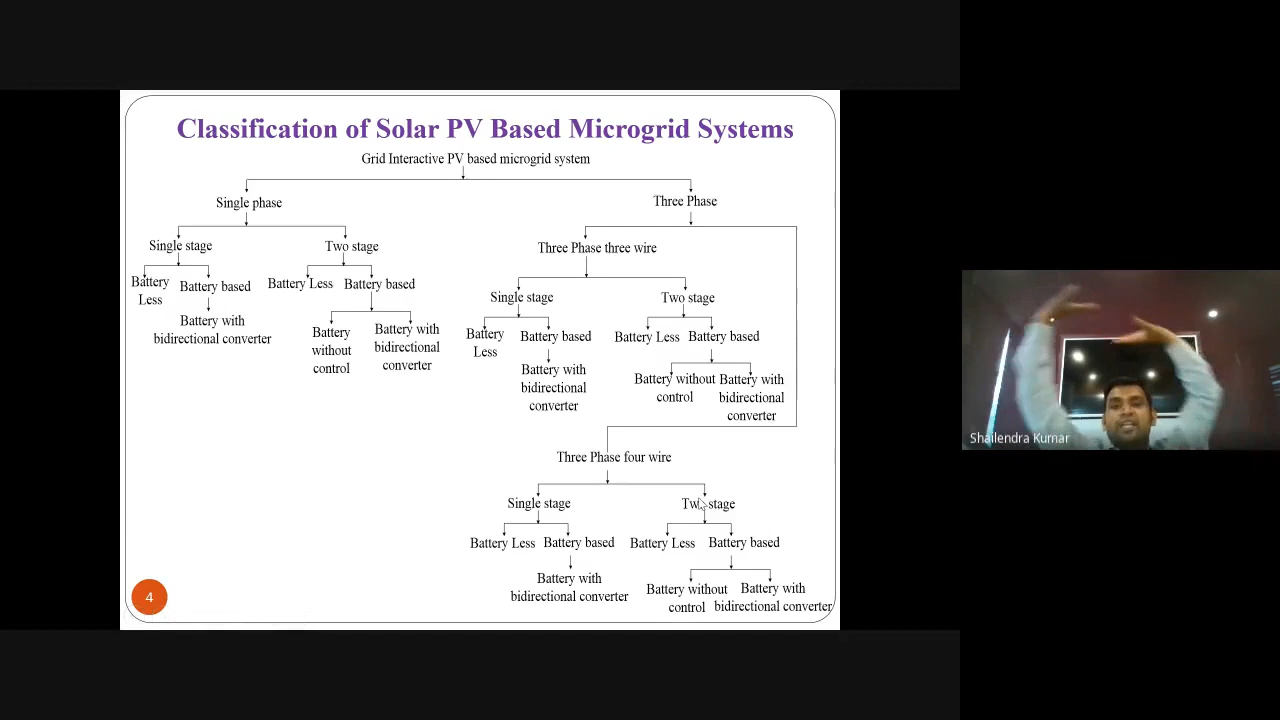 Classification of Solar PV Based Microgrid Systems
Grid Interactive PV based microgrid system
Single phase
Three Phase
Single stage
Two stage
Three Phase three wire
Battery
Less
Battery based
Battery Less
Battery based
Single stage
Two stage
Battery with
bidirectional converter
Battery
without
control
Battery with
bidirectional
converter
Battery
Less
Battery based
Battery Less
Battery based
Battery with
bidirectional
converter
Battery without
control
Battery with
bidirectional
converter
Three Phase four wire
Single stage
Two stage
Battery Less
Battery based
Battery Less
Battery based
Battery with
bidirectional converter
Battery without
control
Battery with
bidirectional converter
4
Shailendra Kumar